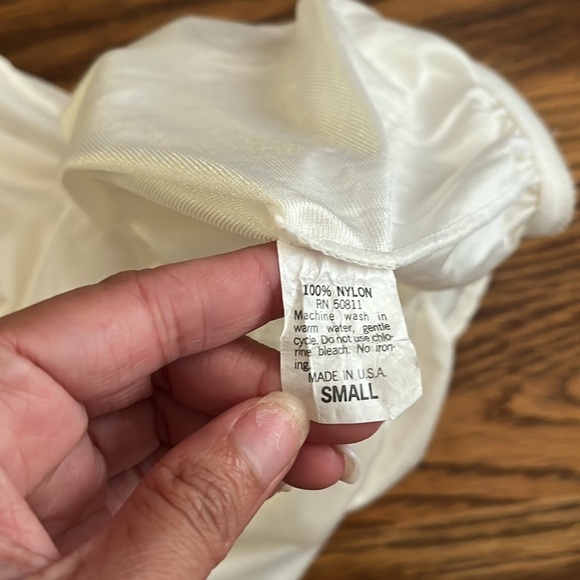 100% NYLON
RN 50811
Machine wash in
warm water, gentle
cycle. Do not use chlo-
rine bleach. No iron-
ing.
MADE IN U.S.A.
SMALL